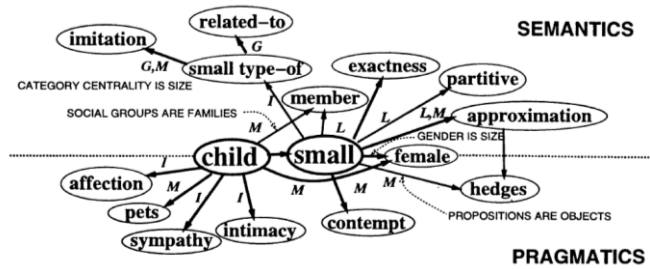 related-to
SEMANTICS
imitation
G
G,M
small type-of
exactness
partitive
CATEGORY CENTRALITY IS SIZE
member
I
L
L,M
approximation
SOCIAL GROUPS ARE FAMILIES
M
L
GENDER IS SIZE
child
small
female
I
affection
M
I
I
M
M
M
hedges
pets
PROPOSITIONS ARE OBJECTS
sympathy
intimacy
contempt
PRAGMATICS